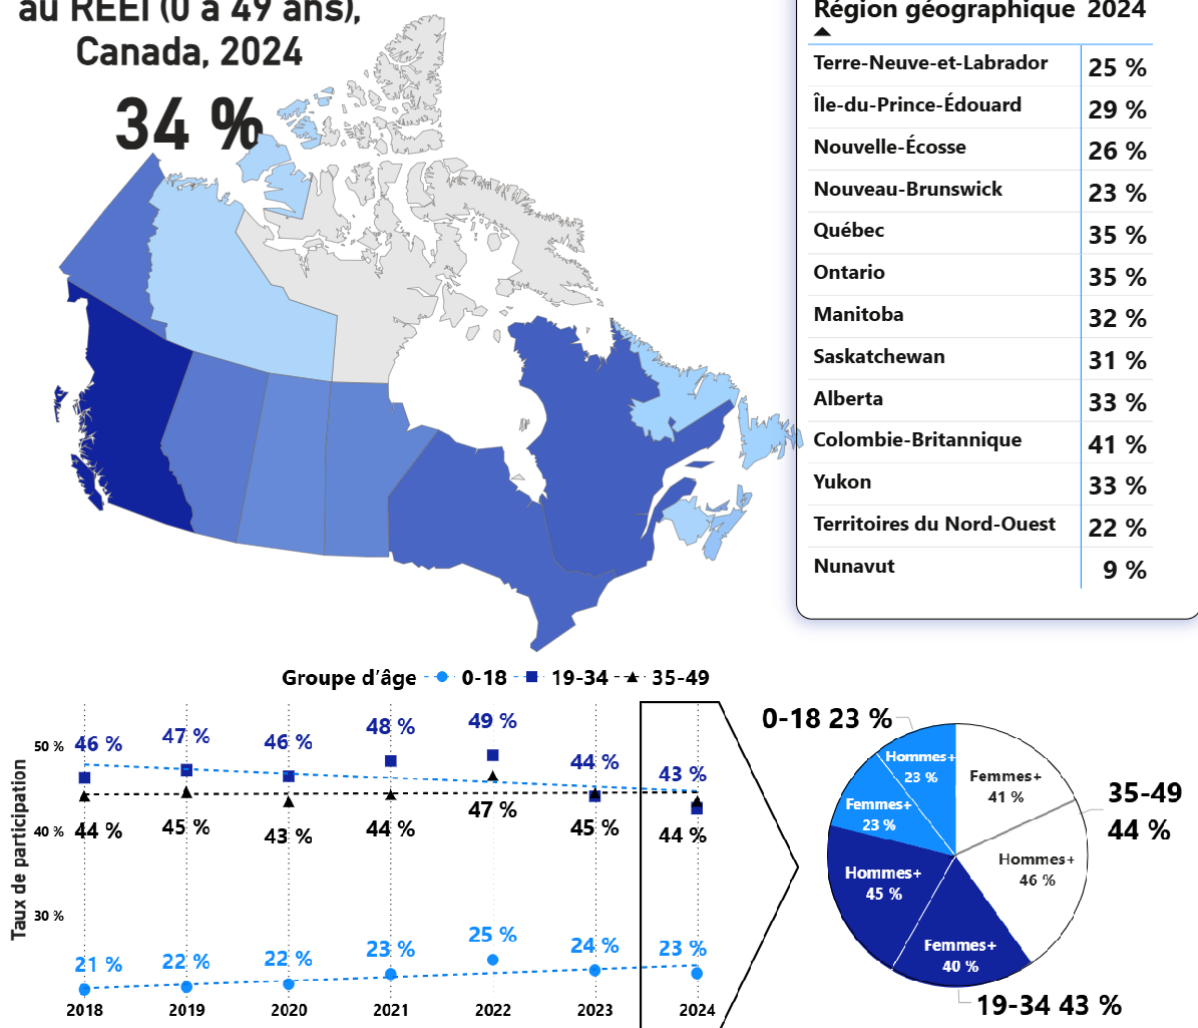 au REEI (0 à 49 ans),
Canada, 2024
34 %
Région géographique 2024
Terre-Neuve-et-Labrador 25 %
Île-du-Prince-Édouard 29 %
Nouvelle-Écosse 26 %
Nouveau-Brunswick 23 %
Québec 35 %
Ontario 35 %
Manitoba 32 %
Saskatchewan 31 %
Alberta 33 %
Colombie-Britannique 41 %
Yukon 33 %
Territoires du Nord-Ouest 22 %
Nunavut 9 %
Groupe d’âge 0-18 19-34 35-49
Taux de participation
50 %
40 %
30 %
46 % 47 % 46 % 48 % 49 % 44 % 43 %
44 % 45 % 43 % 44 % 47 % 45 % 44 %
21 % 22 % 22 % 23 % 25 % 24 % 23 %
2018 2019 2020 2021 2022 2023 2024
0-18 23 %
Hommes+
23 %
Femmes+
23 %
Femmes+
41 %
35-49
44 %
Hommes+
46 %
Hommes+
45 %
Femmes+
40 %
19-34 43 %